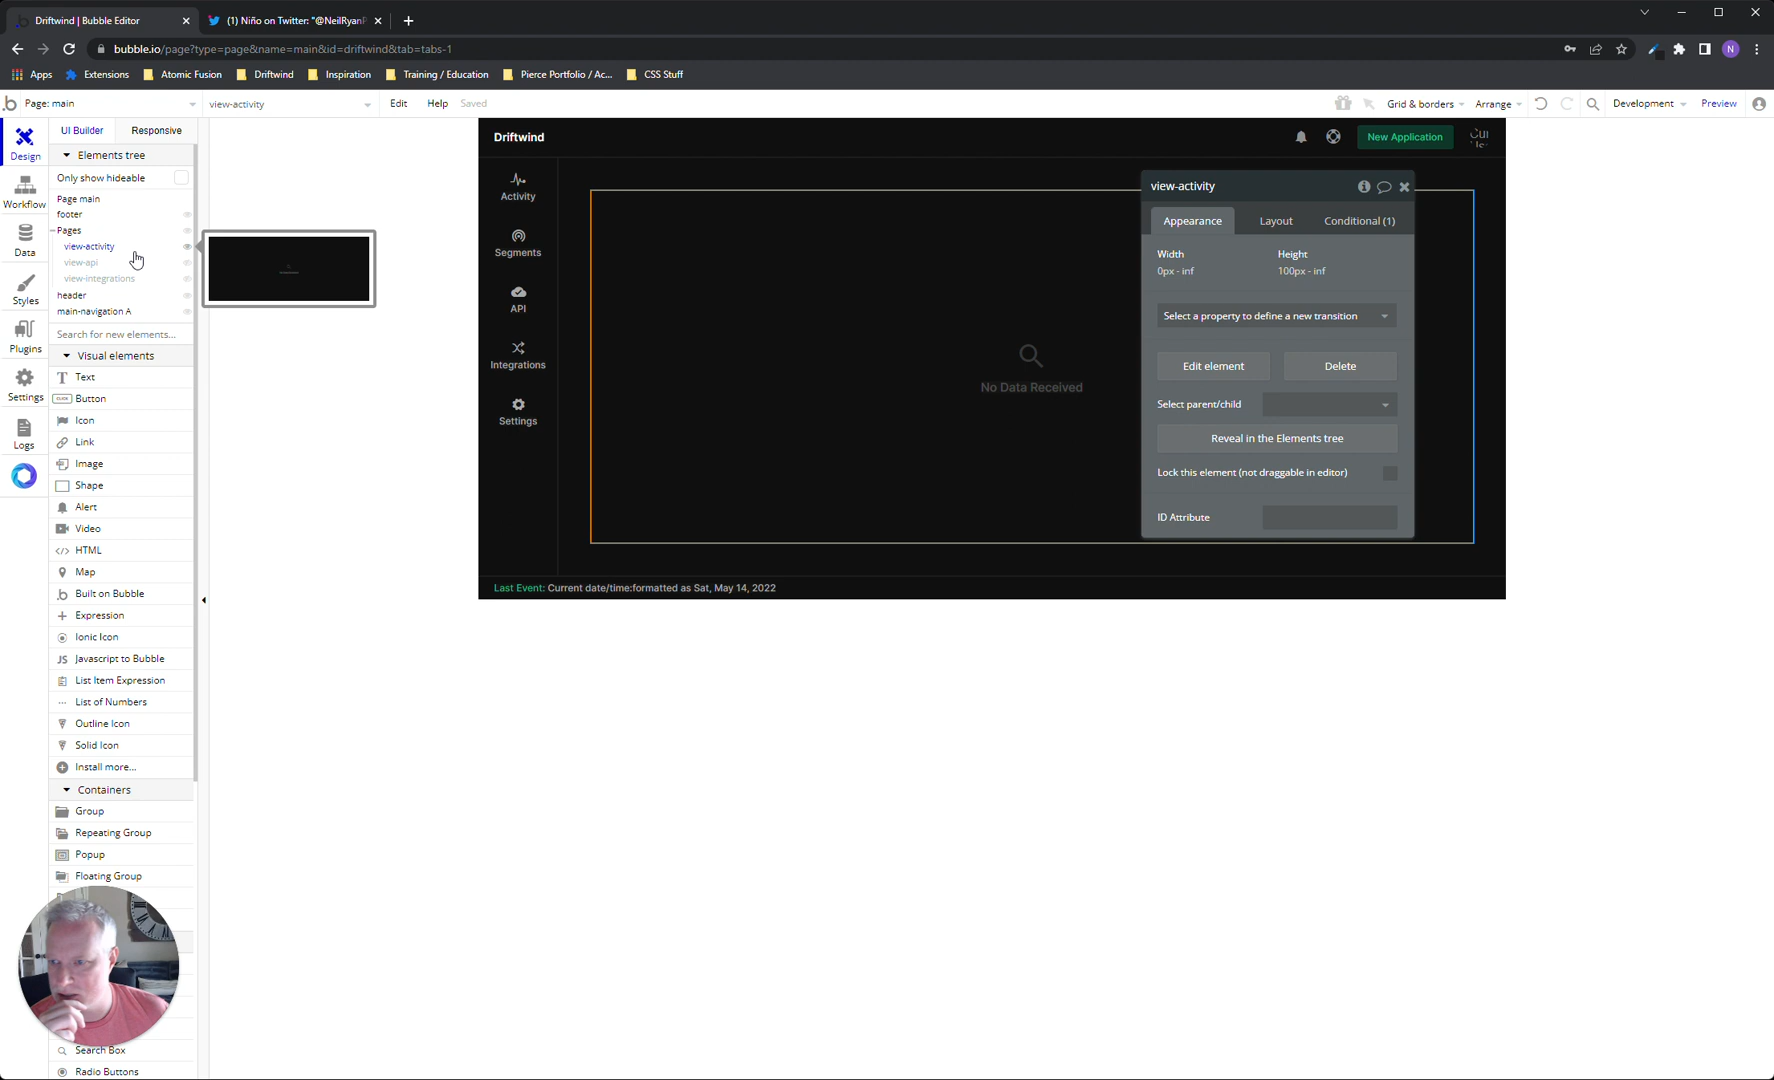 Driftwind | Bubble Editor
(1) Niño on Twitter: "@NeilRyanP
bubble.io/page?type=page&name=main&id=driftwind&tab=tabs-1
N
Apps
Extensions
Atomic Fusion
Driftwind
Inspiration
Training / Education
Pierce Portfolio / Ac...
CSS Stuff
Page: main
view-activity
Edit
Help
Saved
Grid & borders
Arrange
Development
Preview
Design
Workflow
Data
Styles
Plugins
Settings
Logs
UI Builder
Responsive
Elements tree
Only show hideable
Page main
footer
Pages
view-activity
view-api
view-integrations
header
main-navigation A
Search for new elements...
Visual elements
Text
Button
Icon
Link
Image
Shape
Alert
Video
HTML
Map
Built on Bubble
Expression
Ionic Icon
Javascript to Bubble
List Item Expression
List of Numbers
Outline Icon
Solid Icon
Install more...
Containers
Group
Repeating Group
Popup
Floating Group
Search Box
Radio Buttons
Driftwind
New Application
Activity
Segments
API
Integrations
Settings
No Data Received
Last Event: Current date/time:formatted as Sat, May 14, 2022
view-activity
Appearance
Layout
Conditional (1)
Width
Height
0px - inf
100px - inf
Select a property to define a new transition
Edit element
Delete
Select parent/child
Reveal in the Elements tree
Lock this element (not draggable in editor)
ID Attribute